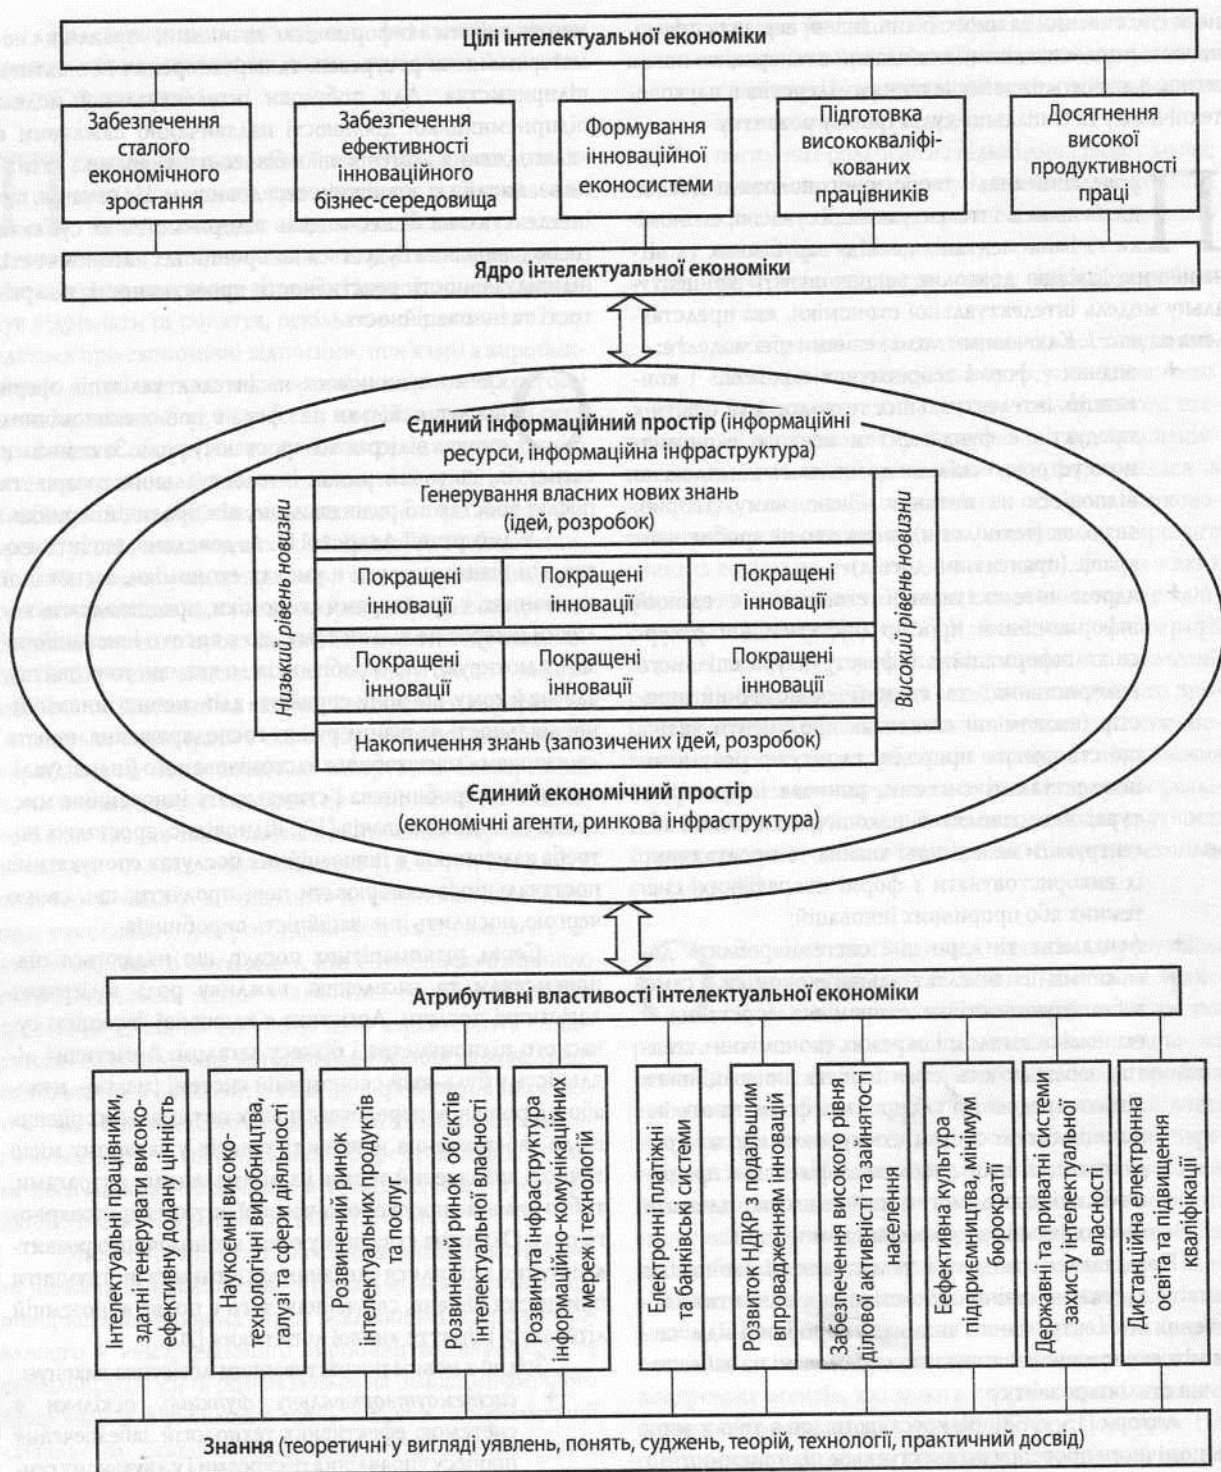 Цілі інтелектуальної економіки
Забезпечення
сталого
економічного
зростання
Забезпечення
ефективності
інноваційного
бізнес-середовища
Формування
інноваційної
еконосистеми
Підготовка
висококваліфі-
кованих
працівників
Досягнення
високої
продуктивності
праці
Ядро інтелектуальної економіки
Єдиний інформаційний простір (інформаційні
ресурси, інформаційна інфраструктура)
Низький рівень новизни
Генерування власних нових знань
(ідей, розробок)
Покращені
інновації
Покращені
інновації
Покращені
інновації
Покращені
інновації
Покращені
інновації
Покращені
інновації
Накопичення знань (запозичених ідей, розробок)
Високий рівень новизни
Єдиний економічний простір
(економічні агенти, ринкова інфраструктура)
Атрибутивні властивості інтелектуальної економіки
Інтелектуальні працівники,
здатні генерувати високо-
ефективну додану цінність
Наукоємні високо-
технологічні виробництва,
галузі та сфери діяльності
Розвинений ринок
інтелектуальних продуктів
та послуг
Розвинений ринок об'єктів
інтелектуальної власності
Розвинута інфраструктура
інформаційно-комунікаційних
мереж і технологій
Електронні платіжні
та банківські системи
Розвиток НДКР з подальшим
впровадженням інновацій
Забезпечення високого рівня
ділової активності та зайнятості
населення
Ефективна культура
підприємництва, мінімум
бюрократії
Державні та приватні системи
захисту інтелектуальної
власності
Дистанційна електронна
освіта та підвищення
кваліфікації
Знання (теоретичні у вигляді уявлень, понять, суджень, теорій, технології, практичний досвід)